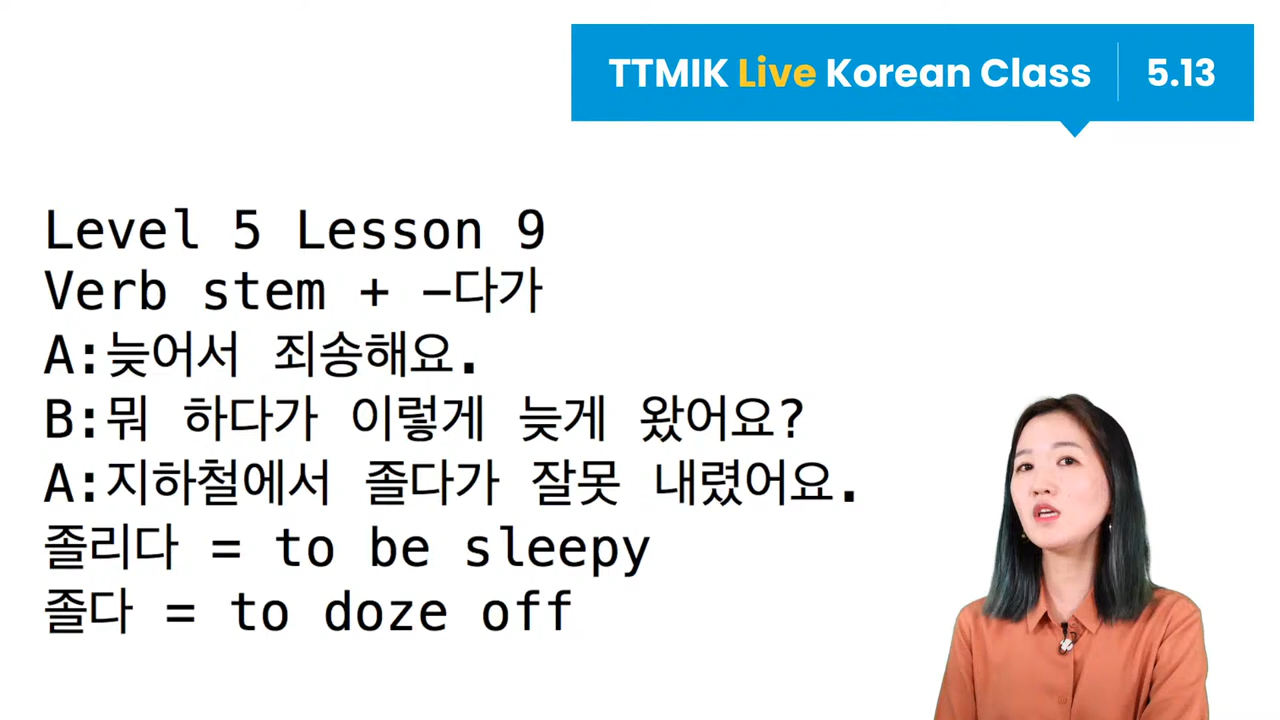 TTMIK Live Korean Class 5.13
Level 5 Lesson 9
Verb stem + -다가
A:늦어서 죄송해요.
B:뭐 하다가 이렇게 늦게 왔어요?
A:지하철에서 졸다가 잘못 내렸어요.
졸리다 = to be sleepy
졸다 = to doze off